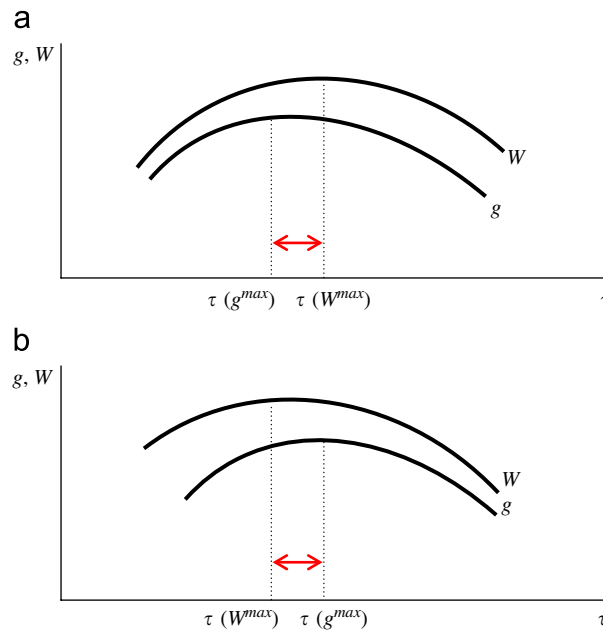 a
g, W
W
g
τ (g^max) τ (W^max)
b
g, W
W
g
τ (W^max) τ (g^max) τ